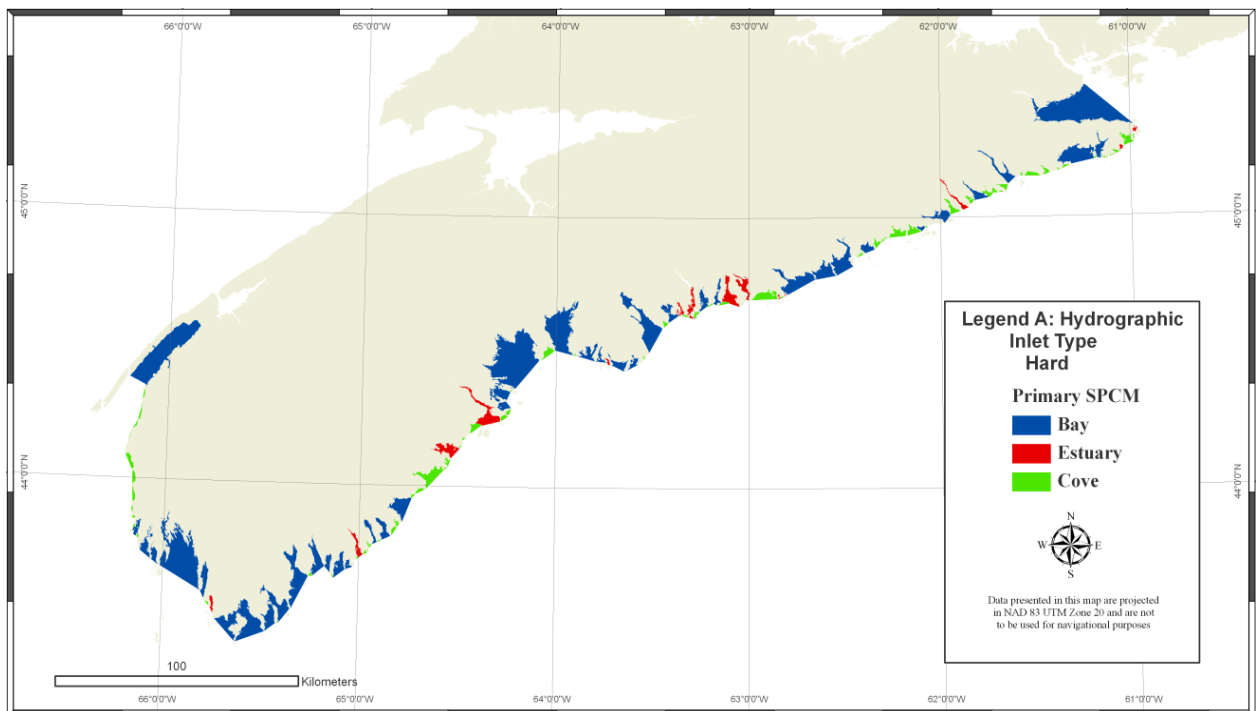 66°0'0"W 65°0'0"W 64°0'0"W 63°0'0"W 62°0'0"W 61°0'0"W
45°0'0"N 45°0'0"N
Legend A: Hydrographic
Inlet Type
Hard
Primary SPCM
Bay
Estuary
Cove
44°0'0"N 44°0'0"N
N
W E
S
Data presented in this map are projected
in NAD 83 UTM Zone 20 and are not
to be used for navigational purposes
100
Kilometers
66°0'0"W 65°0'0"W 64°0'0"W 63°0'0"W 62°0'0"W 61°0'0"W